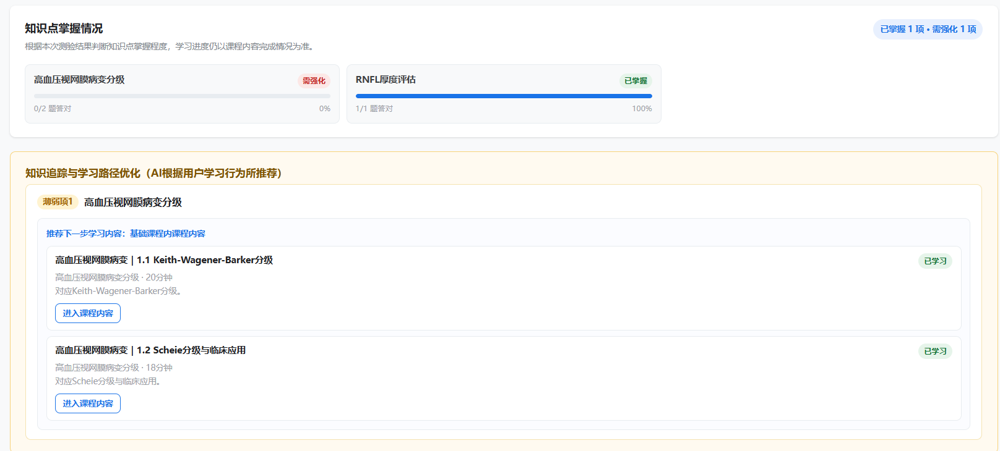 知识点掌握情况
已掌握 1 项 • 需强化 1 项
根据本次测验结果判断知识点掌握程度，学习进度仍以课程内容完成情况为准。
高血压视网膜病变分级
需强化
0/2 题答对
0%
RNFL厚度评估
已掌握
1/1 题答对
100%
知识追踪与学习路径优化（AI根据用户学习行为所推荐）
薄弱项1
高血压视网膜病变分级
推荐下一步学习内容：基础课程内课程内容
高血压视网膜病变 | 1.1 Keith-Wagener-Barker分级
已学习
高血压视网膜病变分级 · 20分钟
对应Keith-Wagener-Barker分级。
进入课程内容
高血压视网膜病变 | 1.2 Scheie分级与临床应用
已学习
高血压视网膜病变分级 · 18分钟
对应Scheie分级与临床应用。
进入课程内容